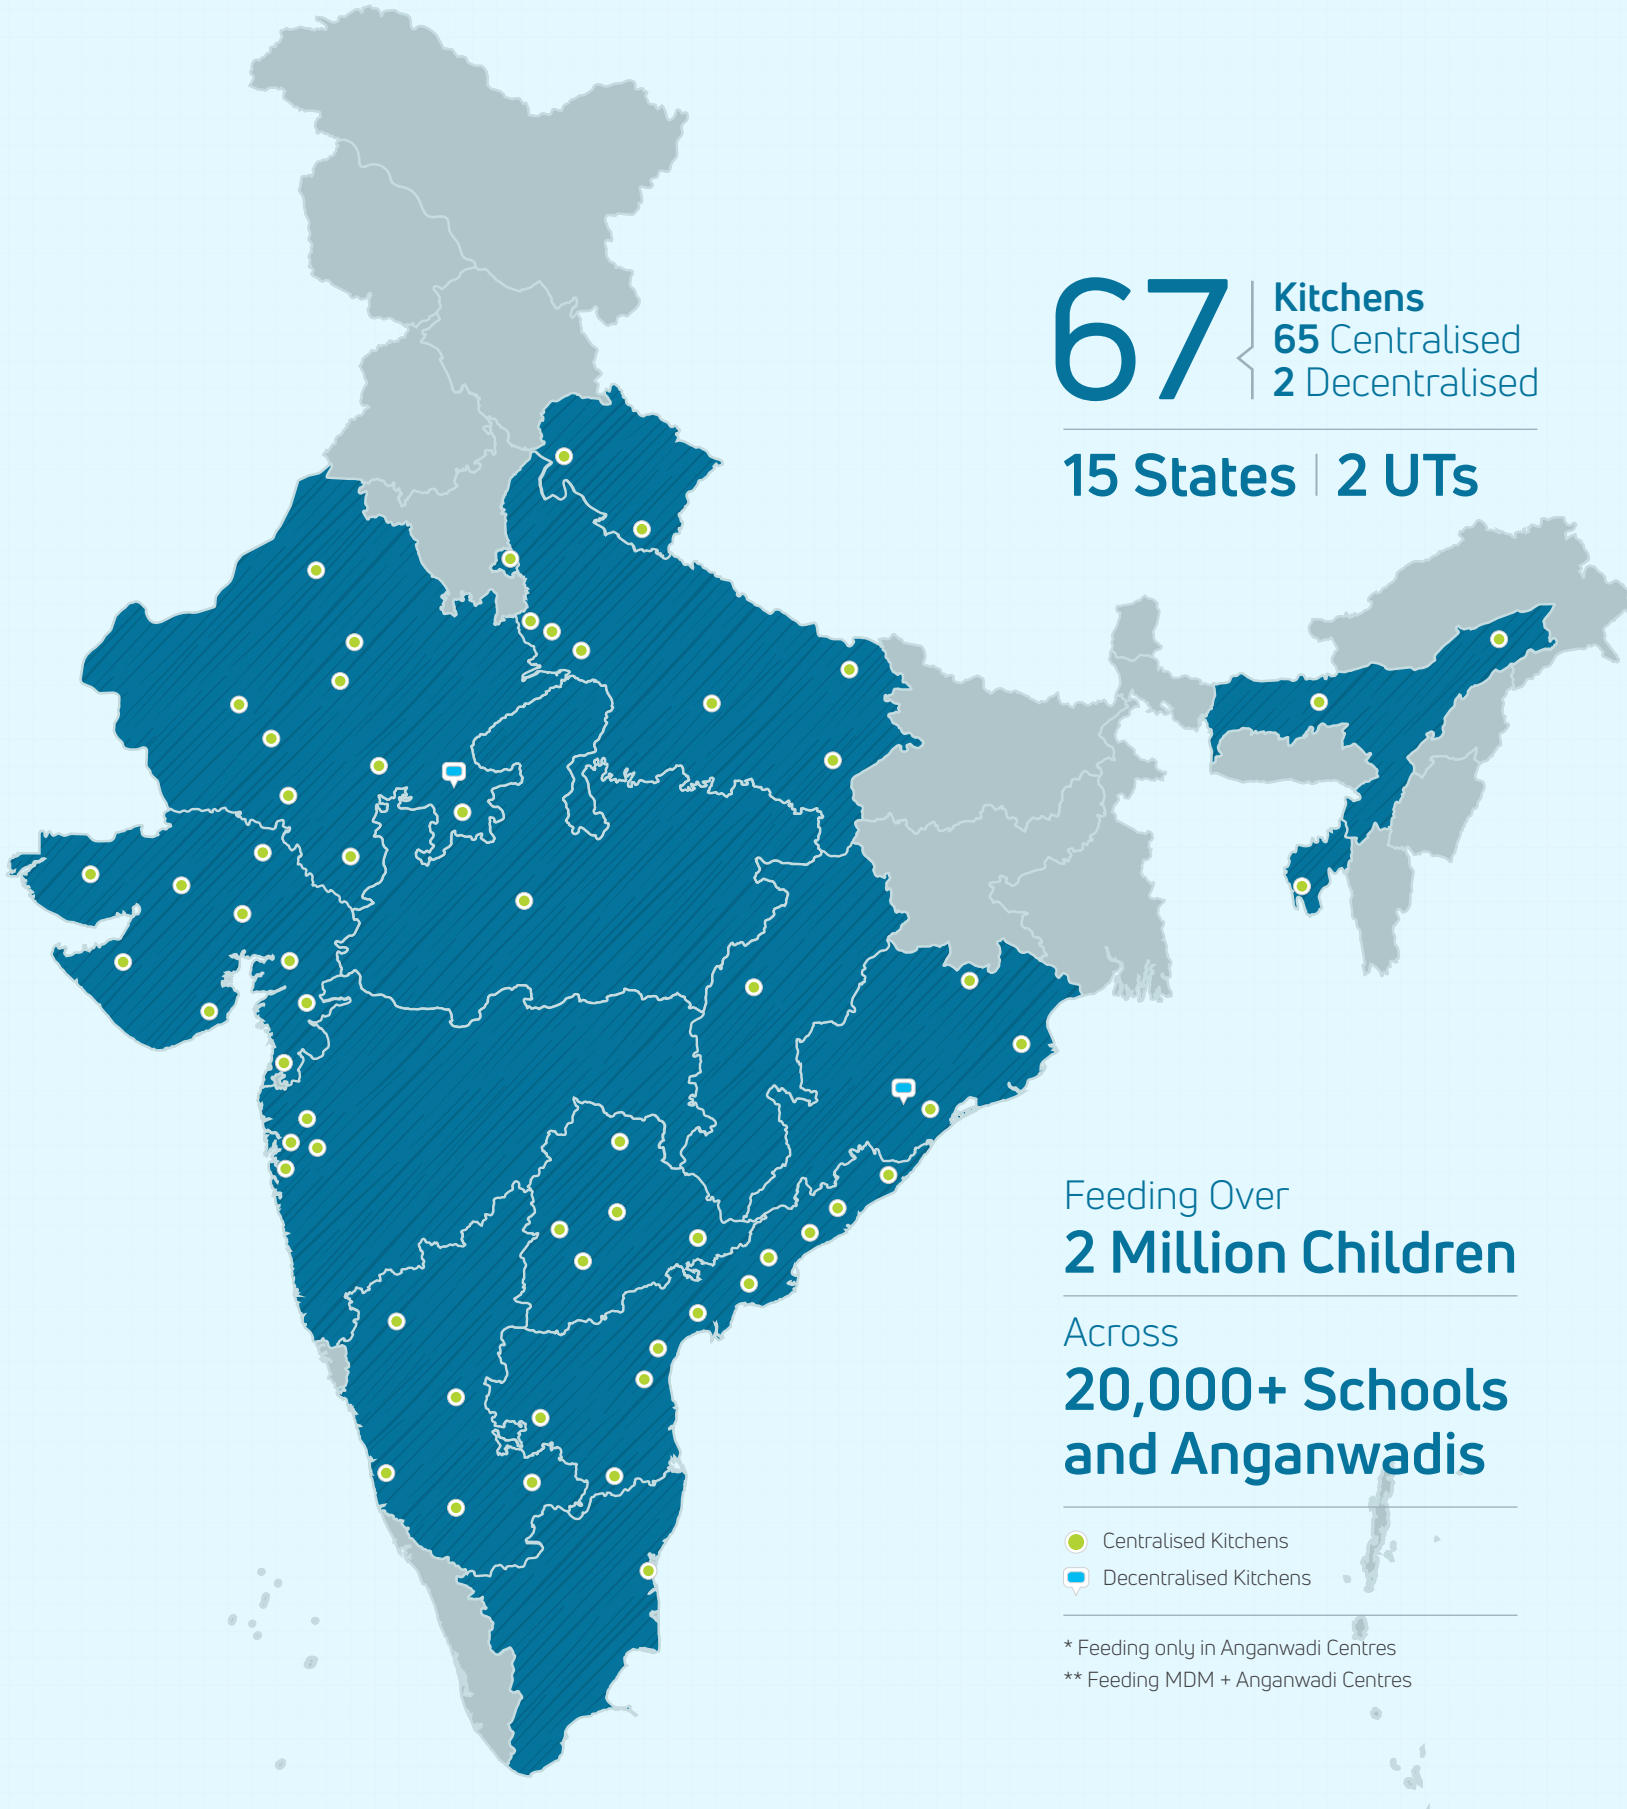 67
Kitchens
65 Centralised
2 Decentralised
15 States | 2 UTs
Feeding Over
2 Million Children
Across
20,000+ Schools
and Anganwadis
Centralised Kitchens
Decentralised Kitchens
* Feeding only in Anganwadi Centres
** Feeding MDM + Anganwadi Centres